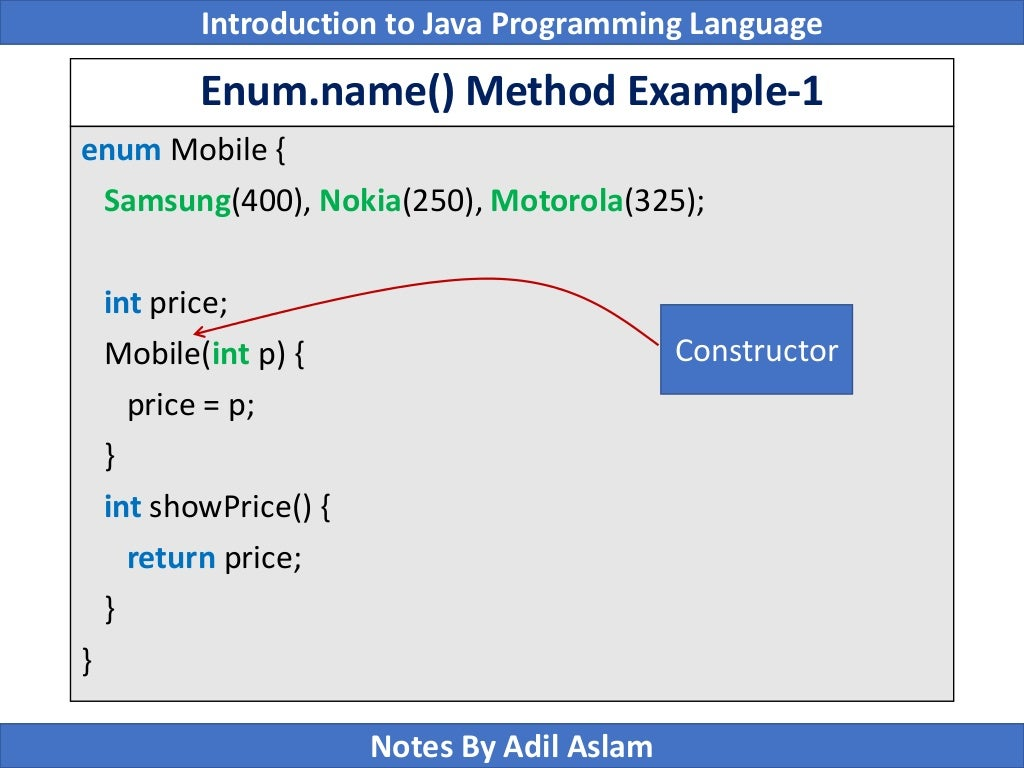 Introduction to Java Programming Language
Enum.name() Method Example-1
enum Mobile {
Samsung(400), Nokia(250), Motorola(325);
int price;
Mobile(int p) {
Constructor
price = p;
}
int showPrice() {
return price;
}
}
Notes By Adil Aslam